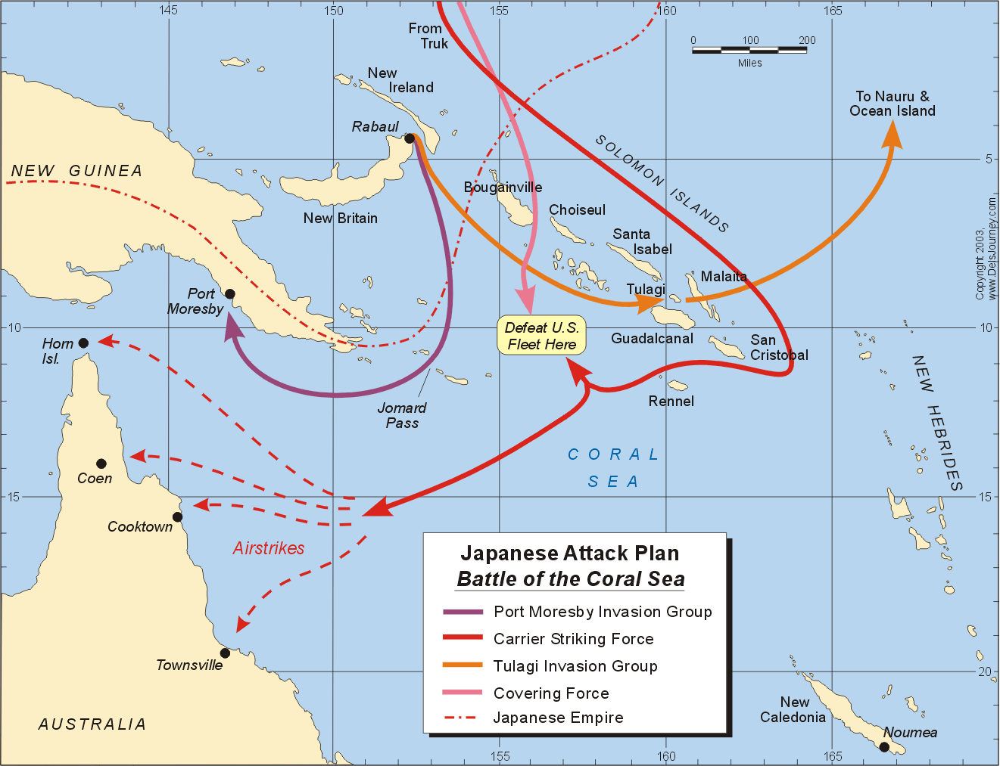 145
150
155
160
165
From
Truk
0
100
200
Miles
New
Ireland
To Nauru &
Ocean Island
Rabaul
SOLOMON ISLANDS
5
NEW GUINEA
Bougainville
Choiseul
New Britain
Santa
Isabel
Copyright 2003,
www.DelsJourney.com
Malaita
Tulagi
Port
Moresby
10
Defeat U.S.
Fleet Here
Guadalcanal
10
Horn
Isl.
San
Cristobal
NEW HEBRIDES
Rennel
Jomard
Pass
CORAL
SEA
Coen
15
15
Cooktown
Airstrikes
Japanese Attack Plan
Battle of the Coral Sea
Port Moresby Invasion Group
Carrier Striking Force
Tulagi Invasion Group
Covering Force
Japanese Empire
Townsville
20
New
Caledonia
AUSTRALIA
Noumea
155
160
165